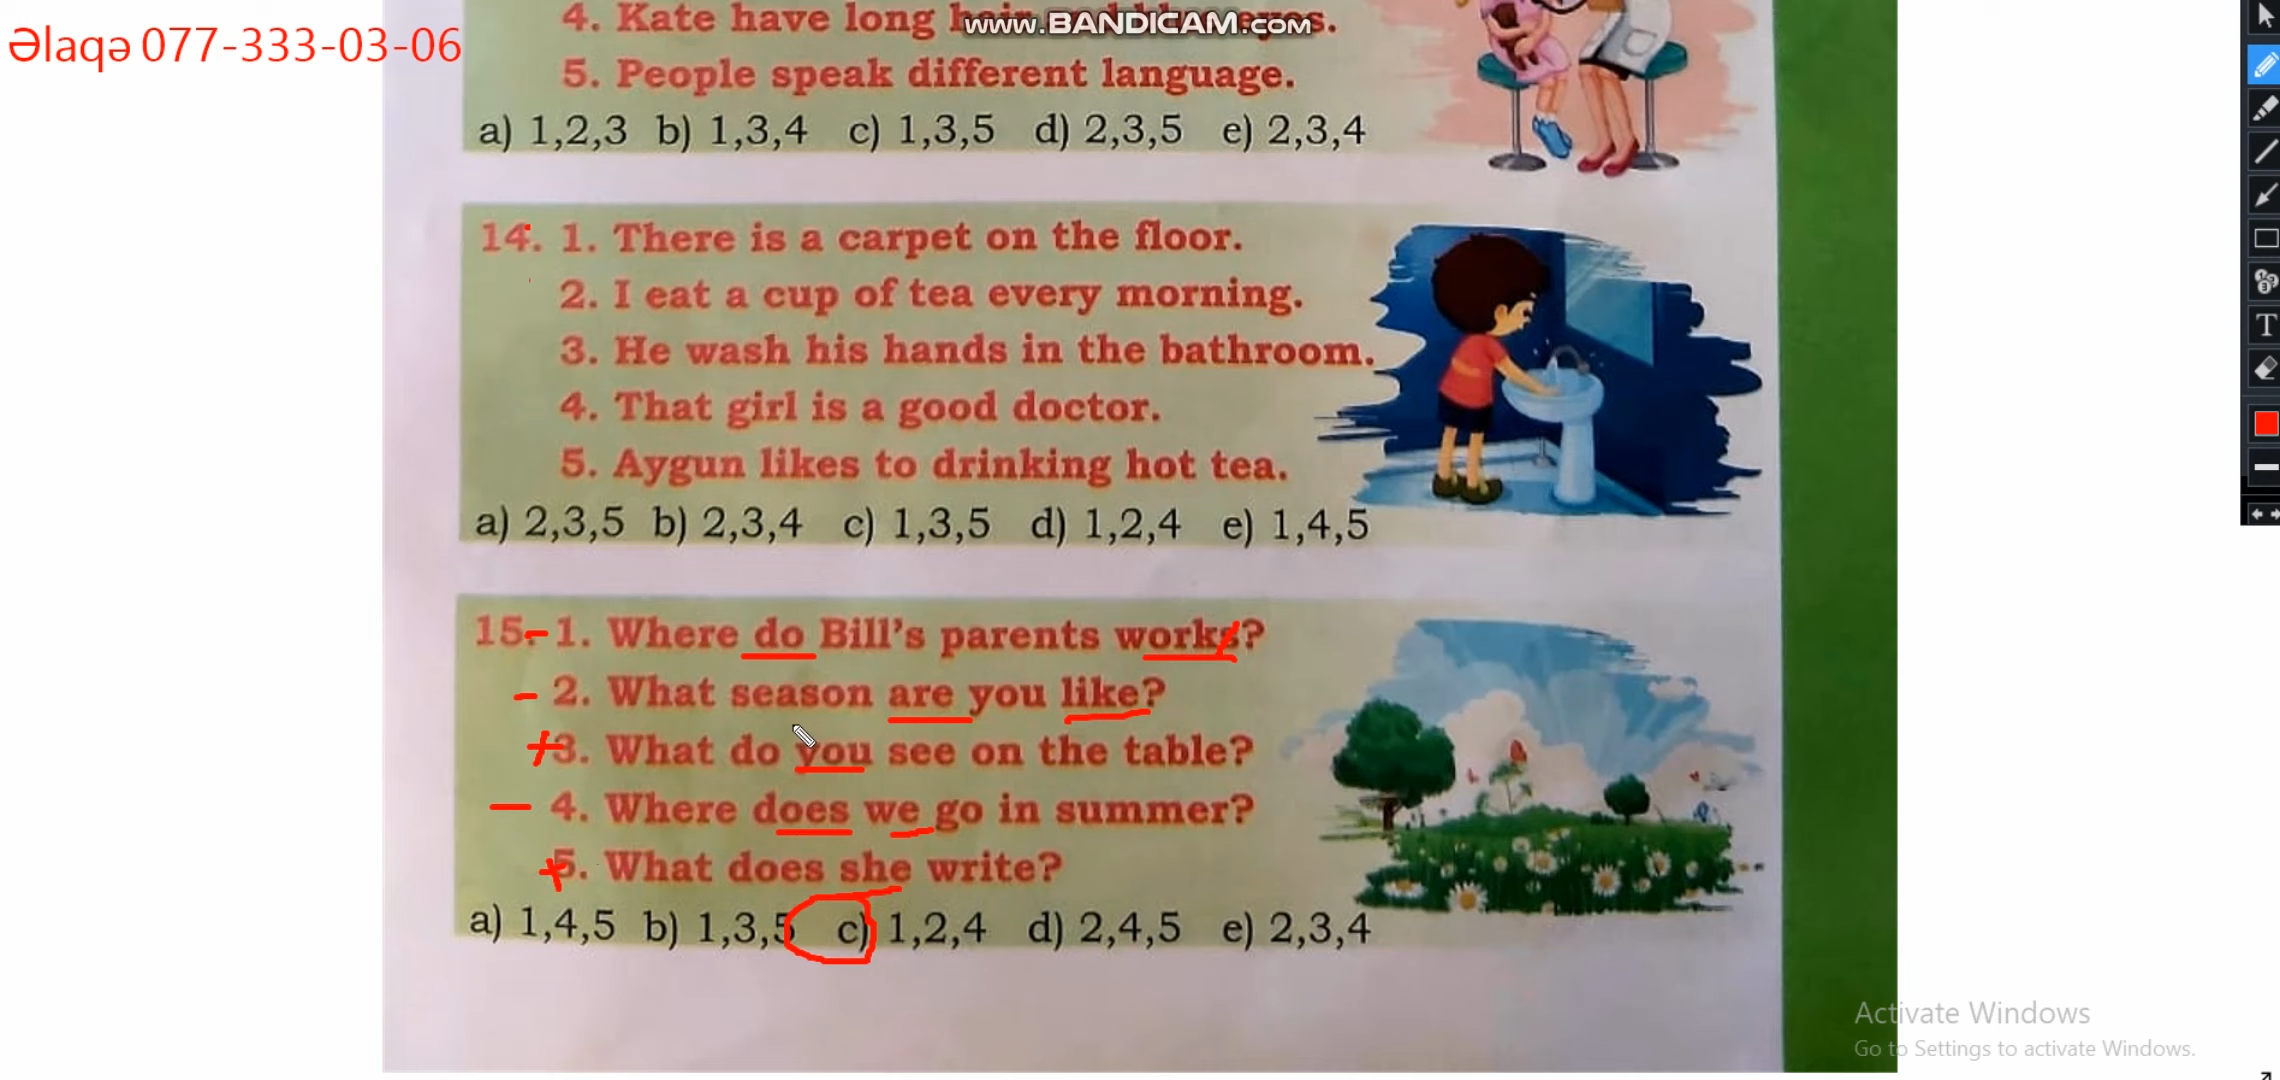 Əlaqə 077-333-03-06
www.BANDICAM.com
4. Kate have long
5. People speak different language.
a) 1,2,3 b) 1,3,4 c) 1,3,5 d) 2,3,5 e) 2,3,4
14. 1. There is a carpet on the floor.
2. I eat a cup of tea every morning.
3. He wash his hands in the bathroom.
4. That girl is a good doctor.
5. Aygun likes to drinking hot tea.
a) 2,3,5 b) 2,3,4 c) 1,3,5 d) 1,2,4 e) 1,4,5
15. 1. Where do Bill's parents works?
2. What season are you like?
3. What do you see on the table?
4. Where does we go in summer?
5. What does she write?
a) 1,4,5 b) 1,3,5 c) 1,2,4 d) 2,4,5 e) 2,3,4
Activate Windows
Go to Settings to activate Windows.